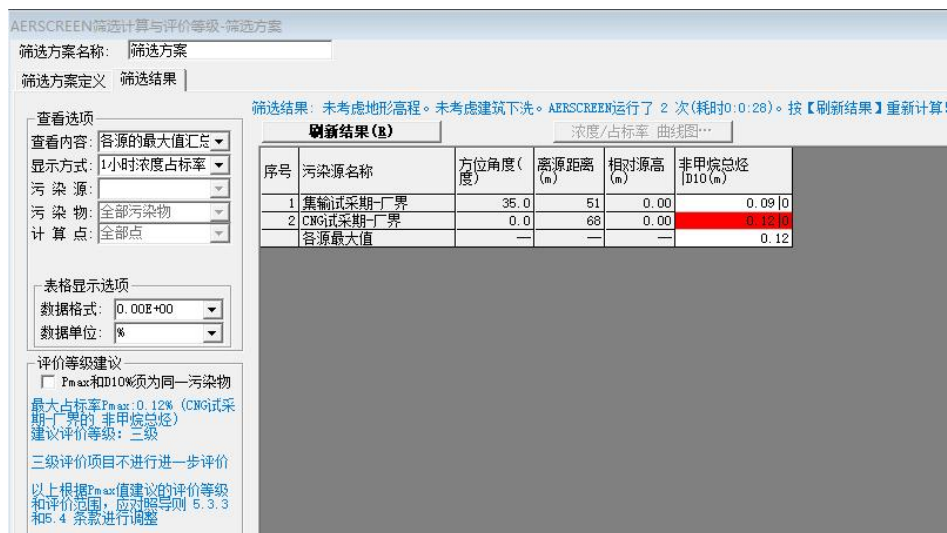 AERSCREEN筛选计算与评价等级-筛选方案
筛选方案名称: 筛选方案
筛选方案定义 筛选结果
筛选结果: 未考虑地形高程。未考虑建筑下洗。AERSCREEN运行了 2 次(耗时0:0:28)。按【刷新结果】重新计算!
查看选项
刷新结果(R) 浓度/占标率 曲线图…
查看内容: 各源的最大值汇总
显示方式: 1小时浓度占标率
污 染 源:
污 染 物: 全部污染物
计 算 点: 全部点
序号 污染源名称 方位角度(度) 离源距离(m) 相对源高(m) 非甲烷总烃|D10(m)
1 集输试采期-厂界 35.0 51 0.00 0.09|0
2 CNG试采期-厂界 0.0 68 0.00 0.12|0
各源最大值 — — — 0.12
表格显示选项
数据格式: 0.00E+00
数据单位: %
评价等级建议
Pmax和D10%须为同一污染物
最大占标率Pmax:0.12% (CNG试采
期-厂界的 非甲烷总烃)
建议评价等级: 三级
三级评价项目不进行进一步评价
以上根据Pmax值建议的评价等级
和评价范围, 应对照导则 5.3.3
和5.4 条款进行调整